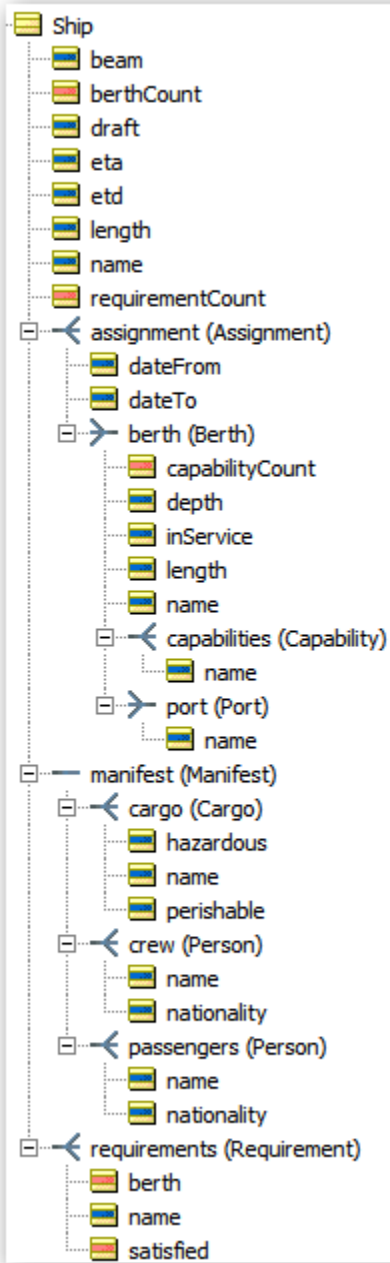 Ship
beam
berthCount
draft
eta
etd
length
name
requirementCount
assignment (Assignment)
dateFrom
dateTo
berth (Berth)
capabilityCount
depth
inService
length
name
capabilities (Capability)
name
port (Port)
name
manifest (Manifest)
cargo (Cargo)
hazardous
name
perishable
crew (Person)
name
nationality
passengers (Person)
name
nationality
requirements (Requirement)
berth
name
satisfied